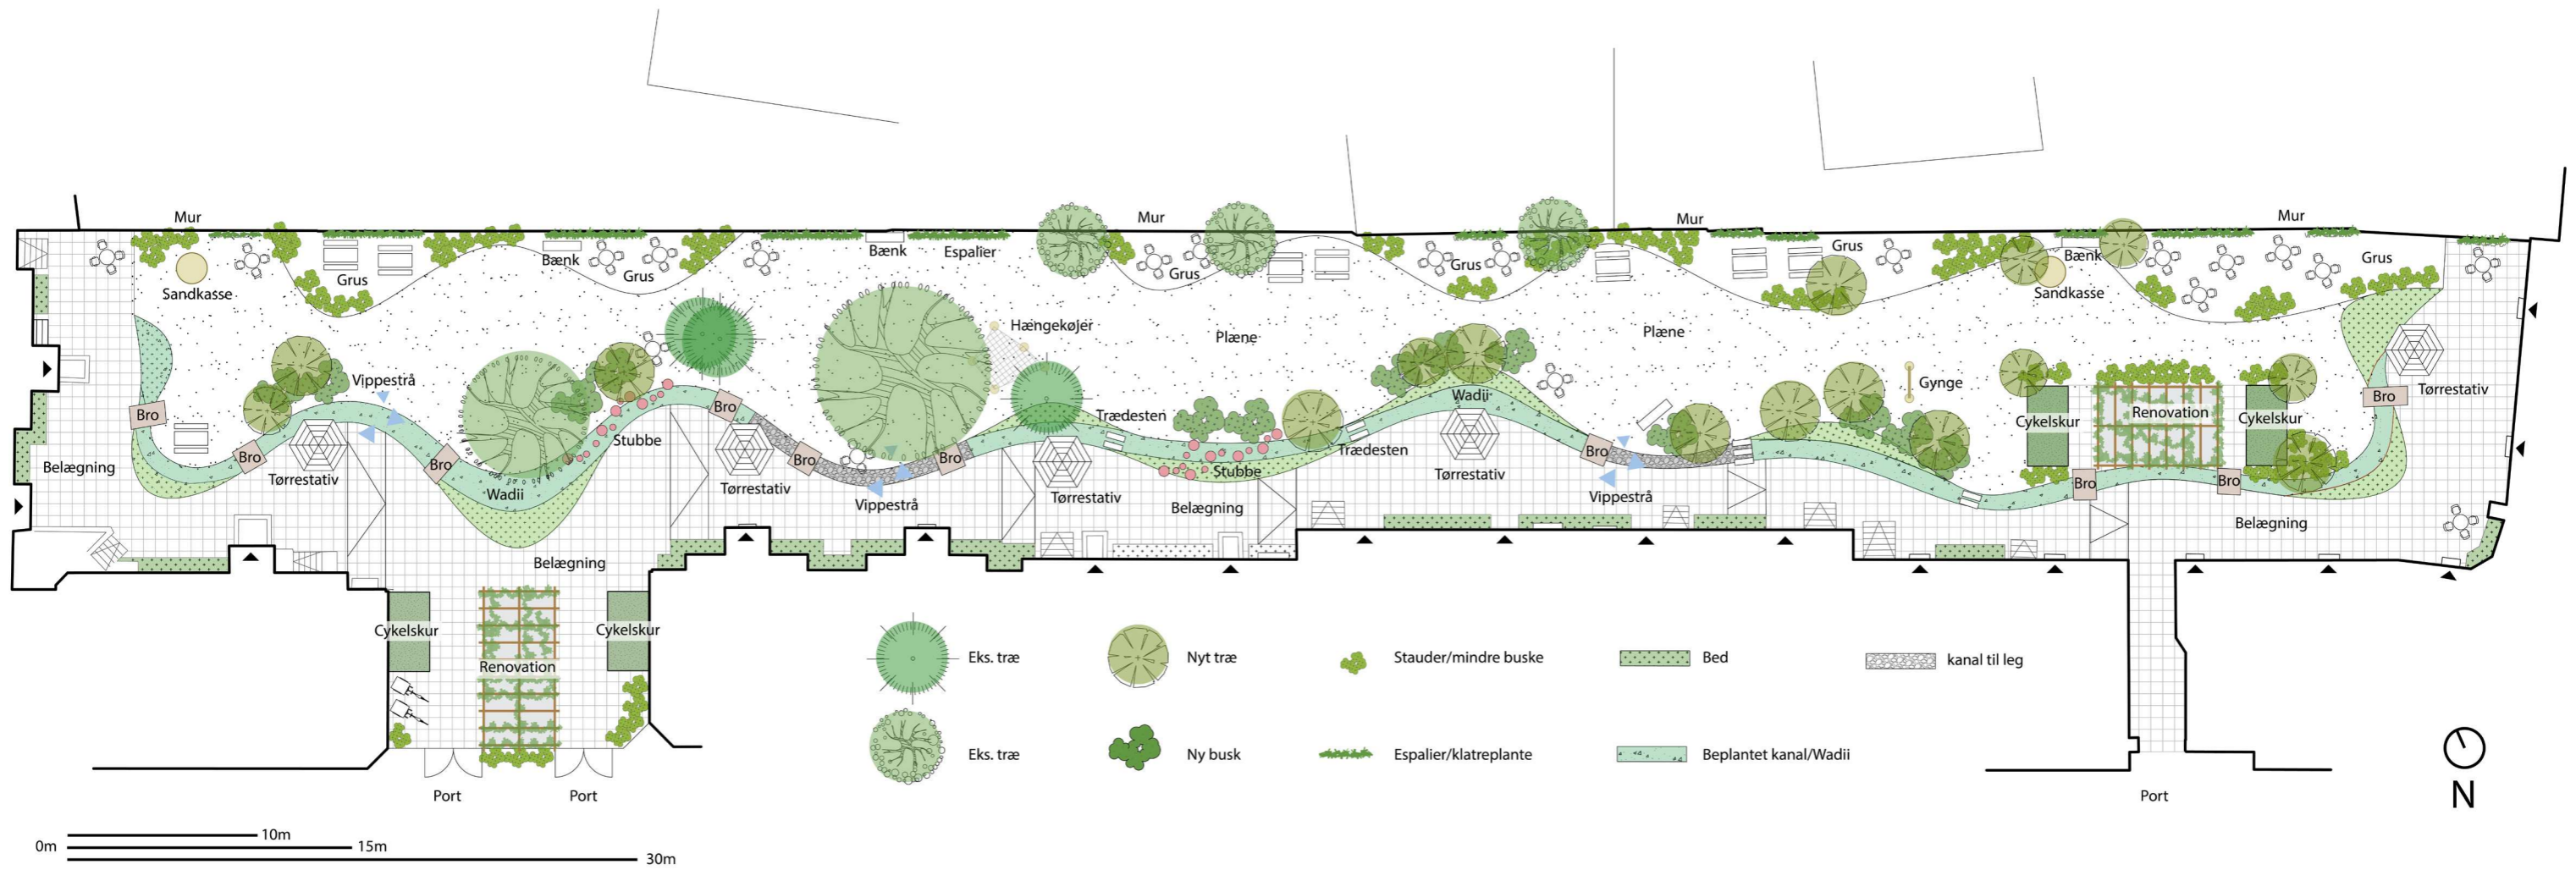 Mur
Mur
Mur
Mur
Bænk
Grus
Sandkasse
Grus
Bænk
Espalier
Grus
Grus
Grus
Bænk
Sandkasse
Grus
Hængekøjer
Plæne
Plæne
Vippestrå
Gynge
Tørrestativ
Bro
Bro
Trædesten
Wadii
Cykelskur
Renovation
Cykelskur
Bro
Stubbe
Trædesten
Belægning
Bro
Bro
Bro
Bro
Bro
Stubbe
Bro
Tørrestativ
Wadii
Tørrestativ
Vippestrå
Tørrestativ
Belægning
Tørrestativ
Vippestrå
Bro
Bro
Belægning
Belægning
Cykelskur
Cykelskur
Renovation
Eks. træ
Nyt træ
Stauder/mindre buske
Bed
kanal til leg
Eks. træ
Ny busk
Espalier/klatreplante
Beplantet kanal/Wadii
Port
Port
Port
N
10m
0m
15m
30m